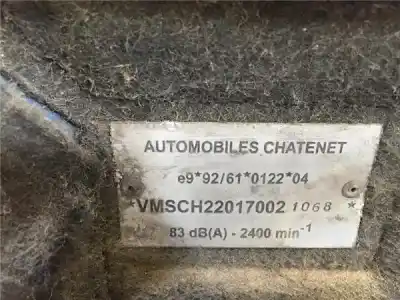 AUTOMOBILES CHATENET
e9*92/61*0122*04
*VMSCH22017002 1068 *
83 dB(A) - 2400 min-1